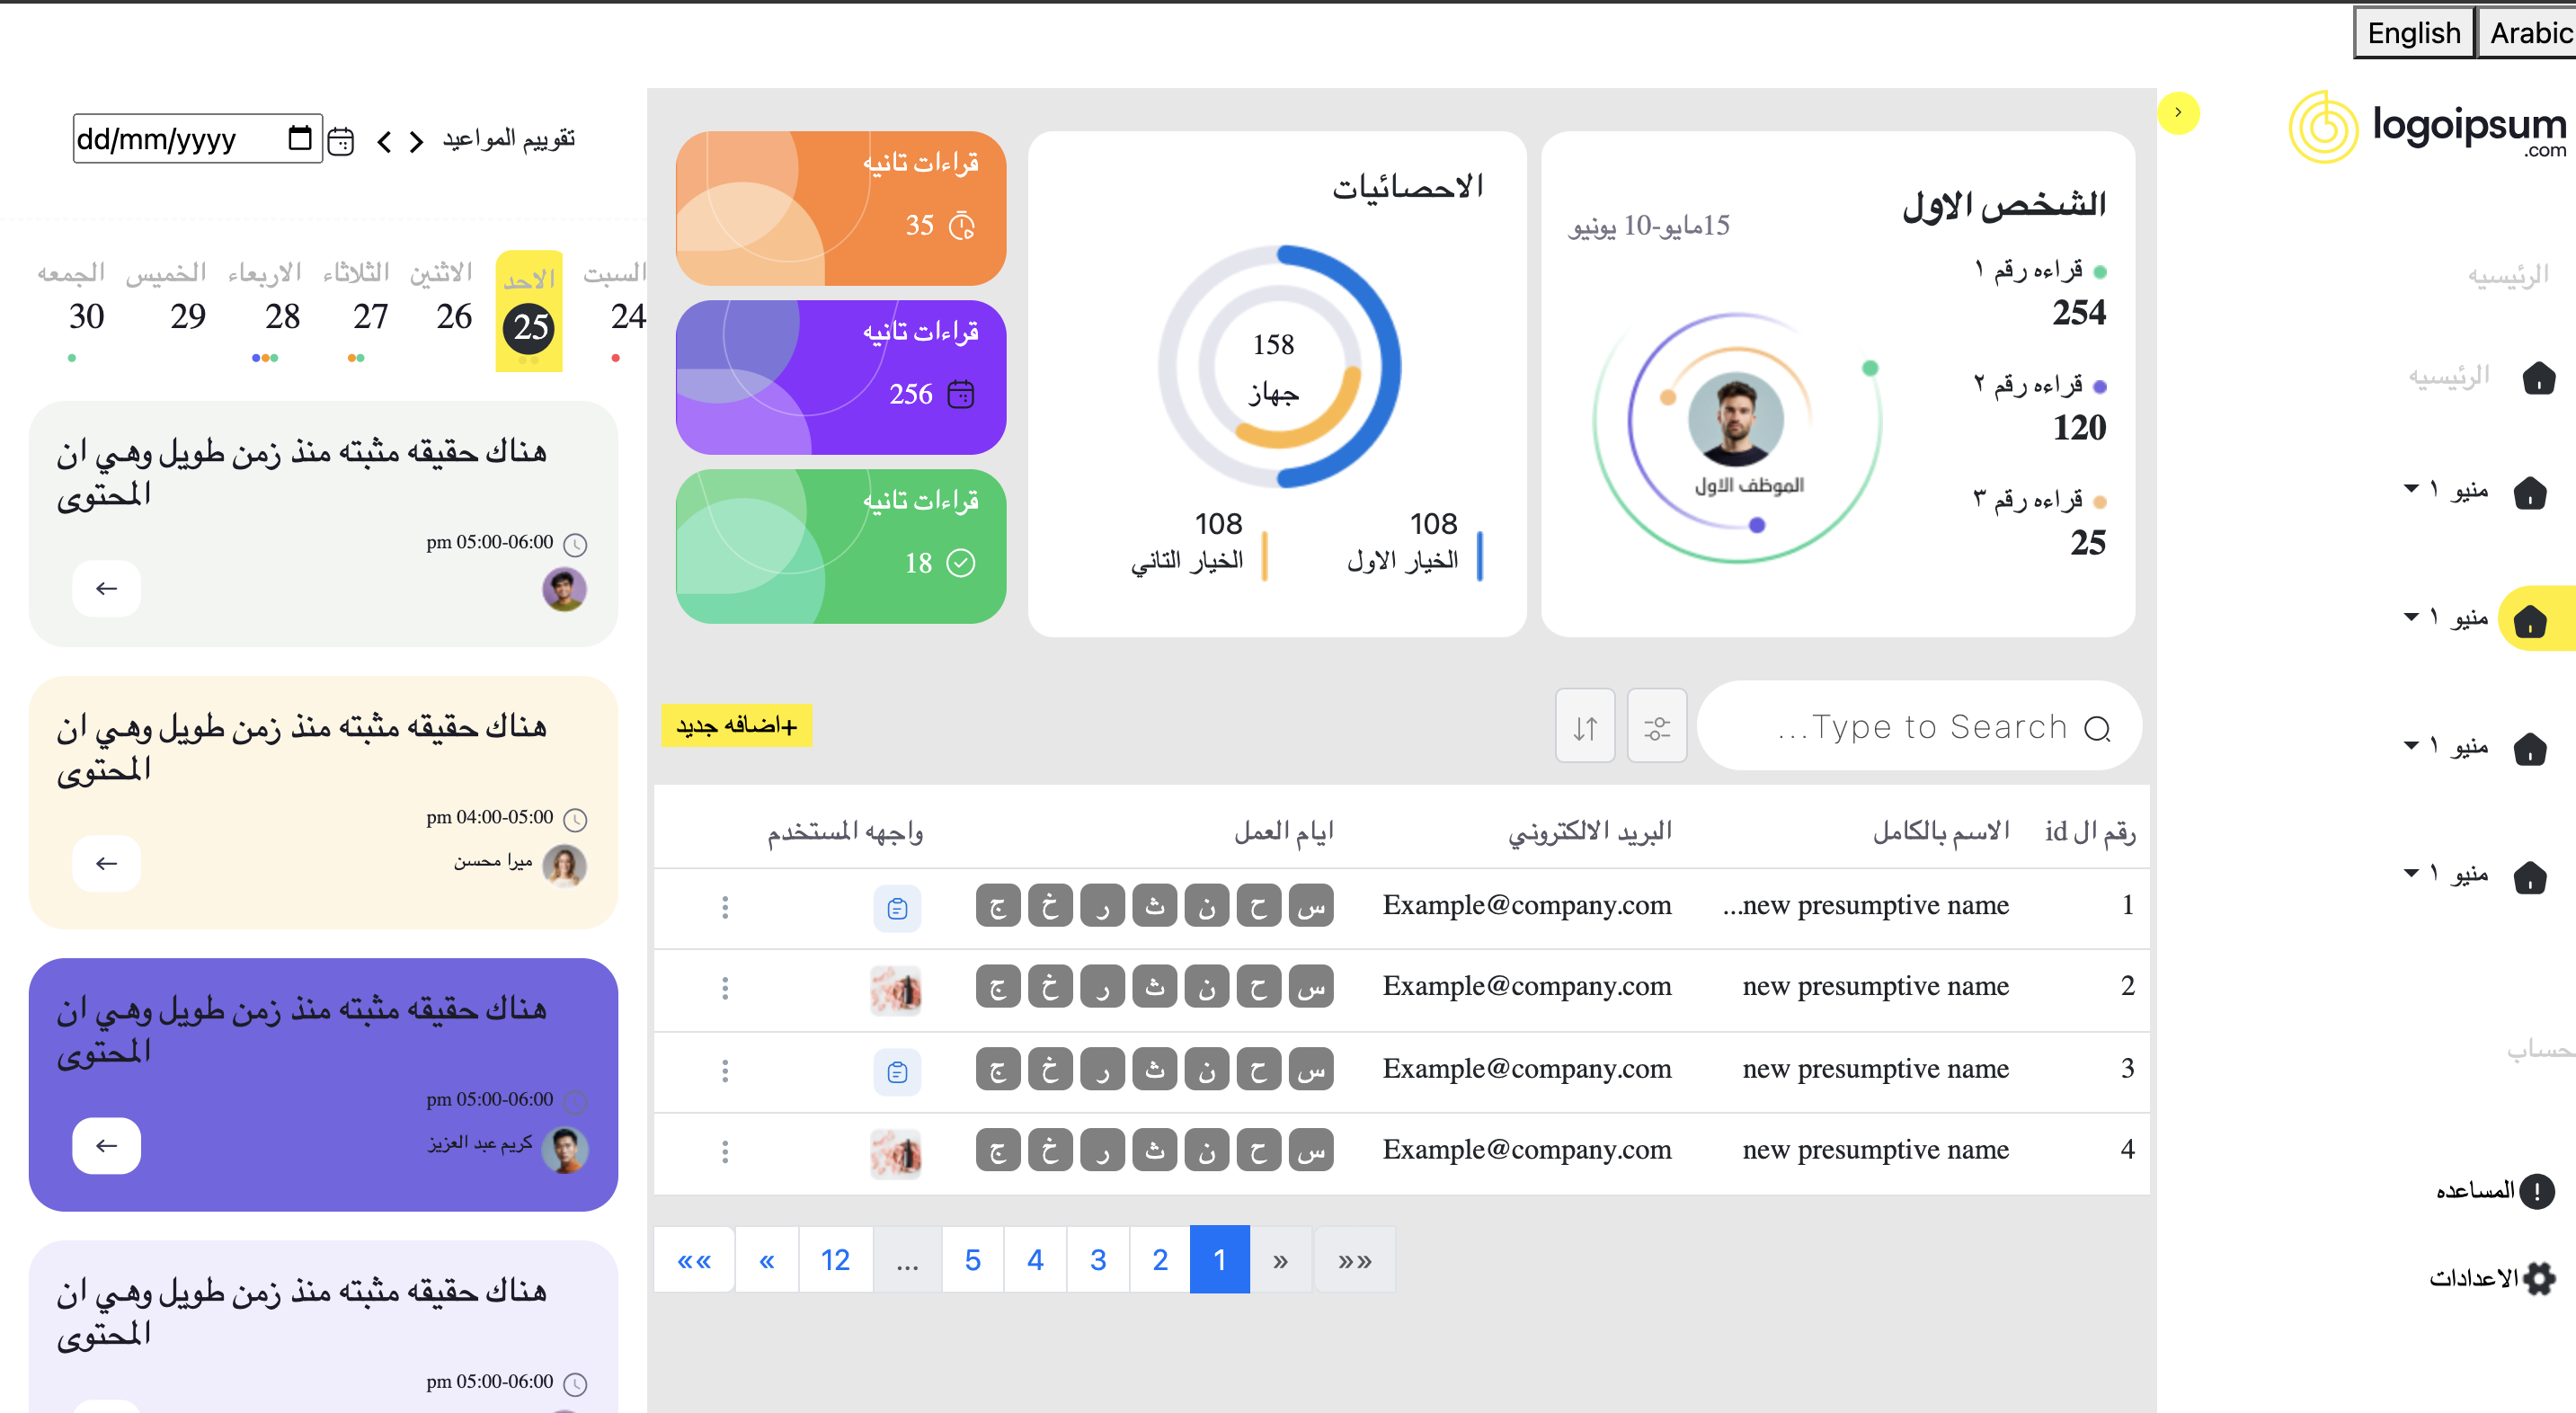 English
Arabic
logoipsum
.com
الرئيسيه
الرئيسيه
منيو ١
منيو ١
منيو ١
منيو ١
حساب
المساعده
الاعدادات
الشخص الاول
15مايو-10 يونيو
قراءه رقم ١
254
قراءه رقم ٢
120
قراءه رقم ٣
25
الموظف الاول
الاحصائيات
158
جهاز
108
الخيار الاول
108
الخيار التاني
قراءات تانيه
35
قراءات تانيه
256
قراءات تانيه
18
Type to Search...
+اضافه جديد
رقم ال id الاسم بالكامل البريد الالكتروني ايام العمل واجهه المستخدم
1 new presumptive name... Example@company.com س ح ن ث ر خ ج
2 new presumptive name Example@company.com س ح ن ث ر خ ج
3 new presumptive name Example@company.com س ح ن ث ر خ ج
4 new presumptive name Example@company.com س ح ن ث ر خ ج
»» » 1 2 3 4 5 ... 12 « ««
تقوييم المواعيد
dd/mm/yyyy
السبت الاحد الاثنين الثلاثاء الاربعاء الخميس الجمعه
24 25 26 27 28 29 30
هناك حقيقه مثبته منذ زمن طويل وهي ان
المحتوى
pm 05:00-06:00
هناك حقيقه مثبته منذ زمن طويل وهي ان
المحتوى
pm 04:00-05:00
ميرا محسن
هناك حقيقه مثبته منذ زمن طويل وهي ان
المحتوى
pm 05:00-06:00
كريم عبد العزيز
هناك حقيقه مثبته منذ زمن طويل وهي ان
المحتوى
pm 05:00-06:00